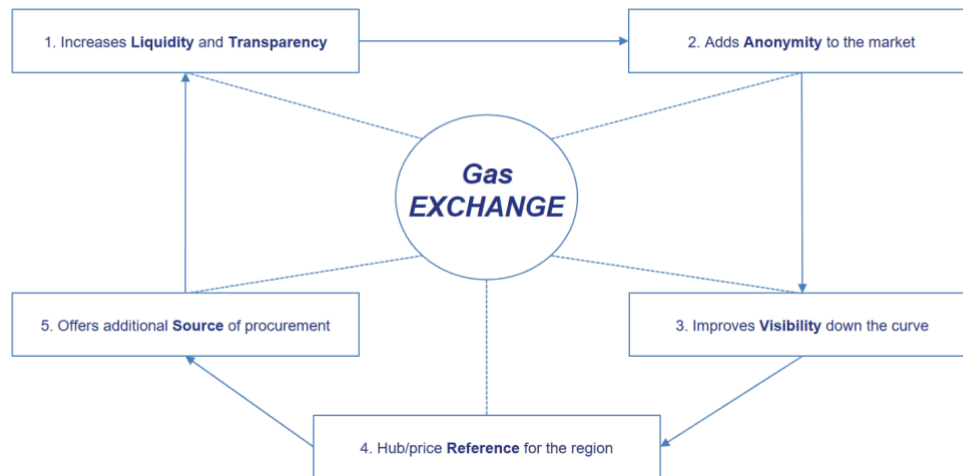 1. Increases Liquidity and Transparency
2. Adds Anonymity to the market
Gas
EXCHANGE
5. Offers additional Source of procurement
3. Improves Visibility down the curve
4. Hub/price Reference for the region